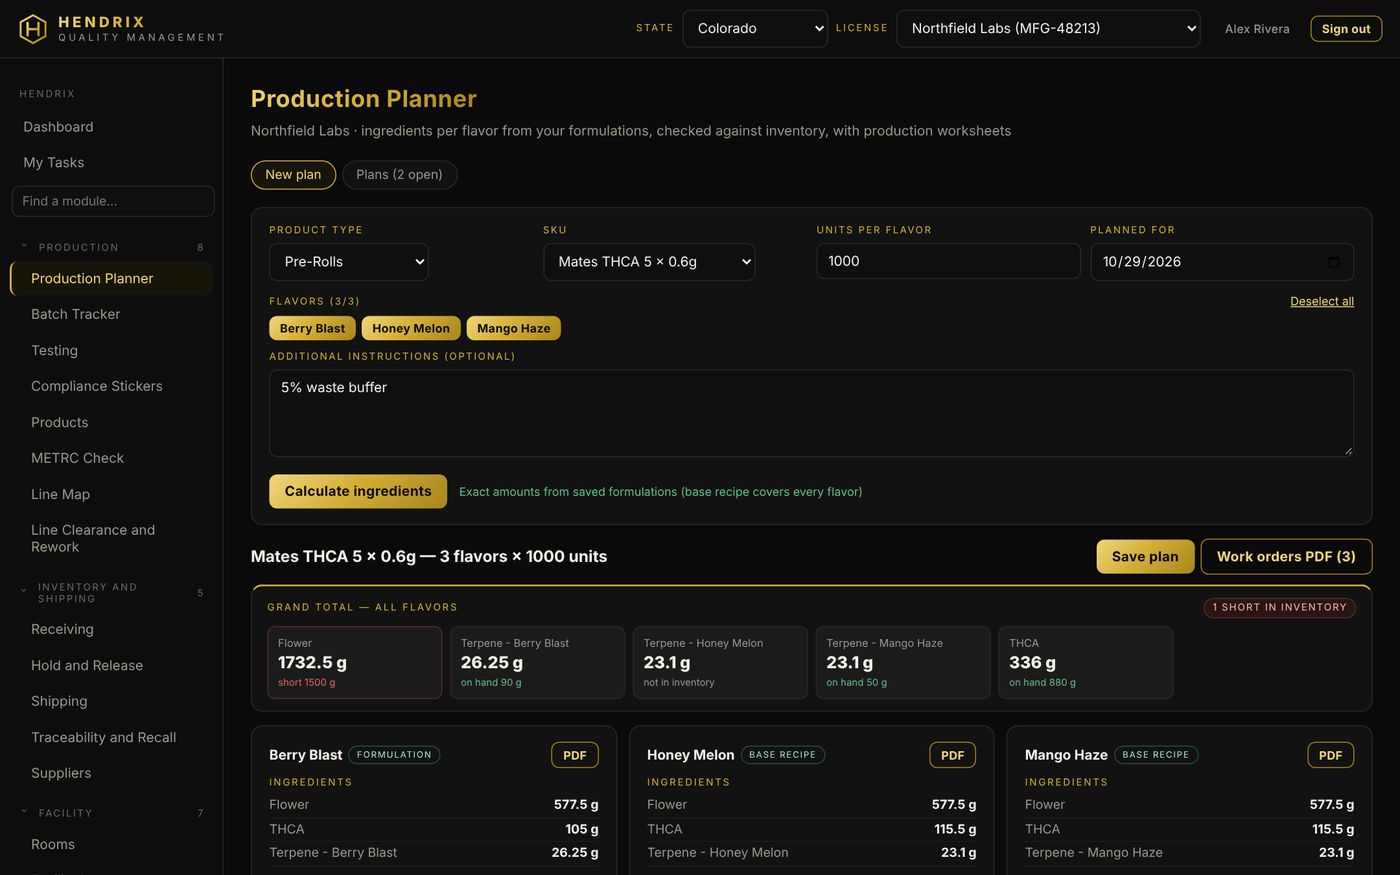 HENDRIX
QUALITY MANAGEMENT
STATE
Colorado
LICENSE
Northfield Labs (MFG-48213)
Alex Rivera
Sign out
HENDRIX
Dashboard
My Tasks
Find a module...
PRODUCTION 8
Production Planner
Batch Tracker
Testing
Compliance Stickers
Products
METRC Check
Line Map
Line Clearance and
Rework
INVENTORY AND
SHIPPING 5
Receiving
Hold and Release
Shipping
Traceability and Recall
Suppliers
FACILITY 7
Rooms
Production Planner
Northfield Labs · ingredients per flavor from your formulations, checked against inventory, with production worksheets
New plan
Plans (2 open)
PRODUCT TYPE
Pre-Rolls
SKU
Mates THCA 5 × 0.6g
UNITS PER FLAVOR
1000
PLANNED FOR
10/29/2026
FLAVORS (3/3)
Deselect all
Berry Blast
Honey Melon
Mango Haze
ADDITIONAL INSTRUCTIONS (OPTIONAL)
5% waste buffer
Calculate ingredients
Exact amounts from saved formulations (base recipe covers every flavor)
Mates THCA 5 × 0.6g — 3 flavors × 1000 units
Save plan
Work orders PDF (3)
GRAND TOTAL — ALL FLAVORS
1 SHORT IN INVENTORY
Flower
1732.5 g
short 1500 g
Terpene - Berry Blast
26.25 g
on hand 90 g
Terpene - Honey Melon
23.1 g
not in inventory
Terpene - Mango Haze
23.1 g
on hand 50 g
THCA
336 g
on hand 880 g
Berry Blast FORMULATION PDF
INGREDIENTS
Flower 577.5 g
THCA 105 g
Terpene - Berry Blast 26.25 g
Honey Melon BASE RECIPE PDF
INGREDIENTS
Flower 577.5 g
THCA 115.5 g
Terpene - Honey Melon 23.1 g
Mango Haze BASE RECIPE PDF
INGREDIENTS
Flower 577.5 g
THCA 115.5 g
Terpene - Mango Haze 23.1 g